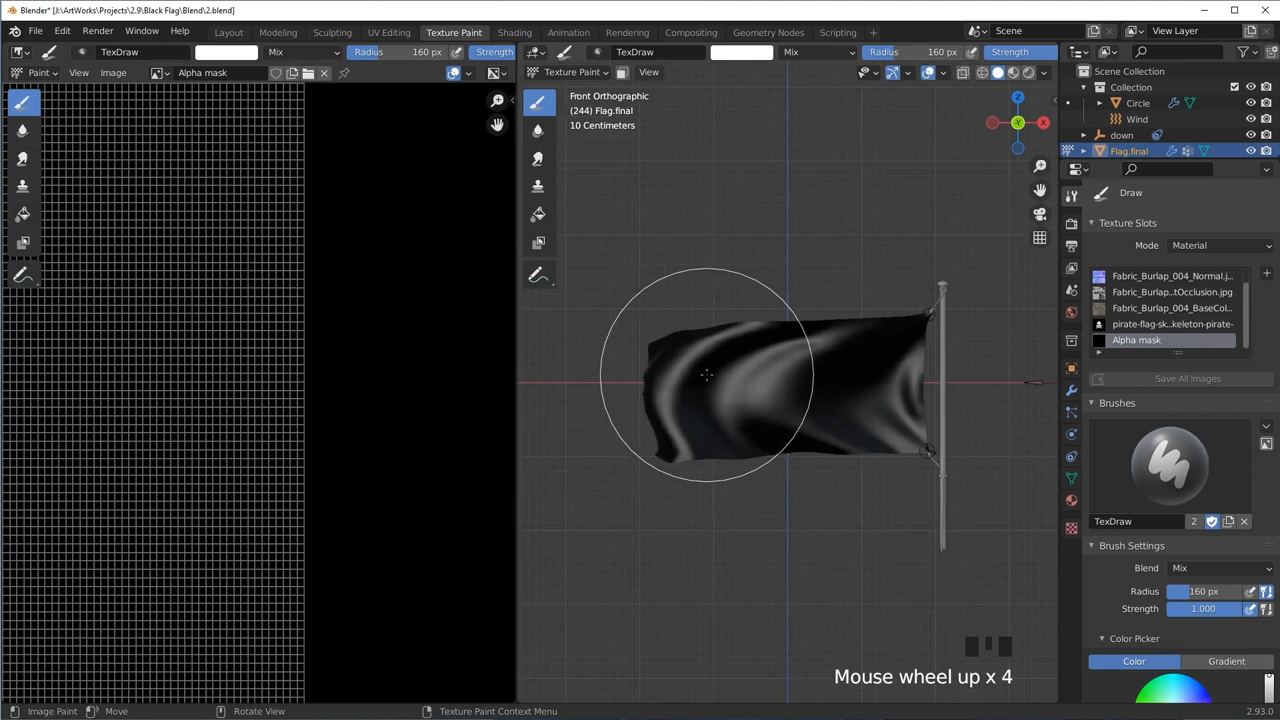 Blender* [J:\ArtWorks\Projects\2.9\Black Flag\Blend\2.blend]
File Edit Render Window Help Layout Modeling Sculpting UV Editing Texture Paint Shading Animation Rendering Compositing Geometry Nodes Scripting + Scene View Layer
TexDraw Mix Radius 160 px Strength
TexDraw Mix Radius 160 px Strength
Paint View Image Alpha mask
Texture Paint View
Front Orthographic
(244) Flag.final
10 Centimeters
Z
Y
X
Scene Collection
Collection
Circle
Wind
down
Flag.final
Draw
Texture Slots
Mode Material
Fabric_Burlap_004_Normal.j...
Fabric_Burlap...tOcclusion.jpg
Fabric_Burlap_004_BaseCol...
pirate-flag-sk...keleton-pirate-
Alpha mask
Save All Images
Brushes
TexDraw 2
Brush Settings
Blend Mix
Radius 160 px
Strength 1.000
Color Picker
Color Gradient
Mouse wheel up x 4
Image Paint Move Rotate View Texture Paint Context Menu 2.93.0